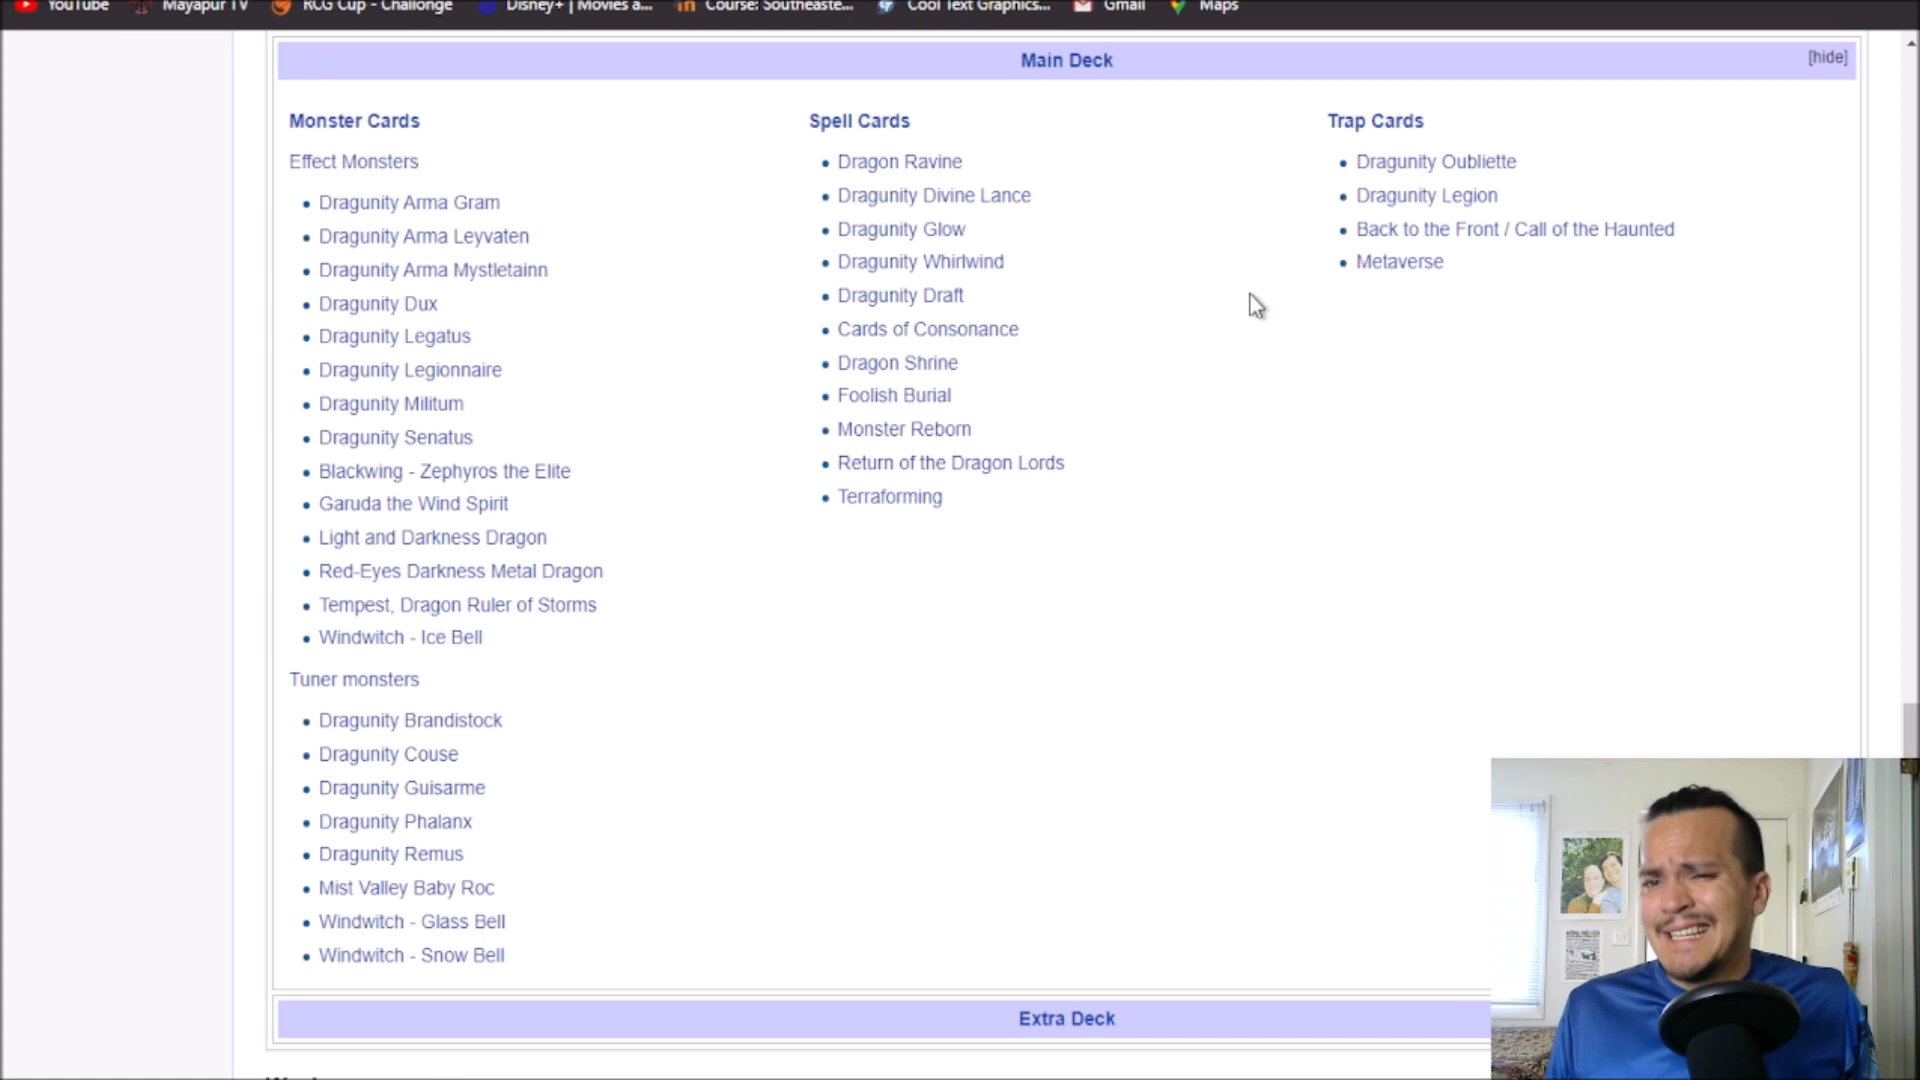 YouTube Mayapur TV RCG Cup - Challonge Disney+ | Movies a... Course: Southeaste... Cool Text Graphics... Gmail Maps
Main Deck
[hide]
Monster Cards
Effect Monsters
Dragunity Arma Gram
Dragunity Arma Leyvaten
Dragunity Arma Mystletainn
Dragunity Dux
Dragunity Legatus
Dragunity Legionnaire
Dragunity Militum
Dragunity Senatus
Blackwing - Zephyros the Elite
Garuda the Wind Spirit
Light and Darkness Dragon
Red-Eyes Darkness Metal Dragon
Tempest, Dragon Ruler of Storms
Windwitch - Ice Bell
Tuner monsters
Dragunity Brandistock
Dragunity Couse
Dragunity Guisarme
Dragunity Phalanx
Dragunity Remus
Mist Valley Baby Roc
Windwitch - Glass Bell
Windwitch - Snow Bell
Spell Cards
Dragon Ravine
Dragunity Divine Lance
Dragunity Glow
Dragunity Whirlwind
Dragunity Draft
Cards of Consonance
Dragon Shrine
Foolish Burial
Monster Reborn
Return of the Dragon Lords
Terraforming
Trap Cards
Dragunity Oubliette
Dragunity Legion
Back to the Front / Call of the Haunted
Metaverse
Extra Deck